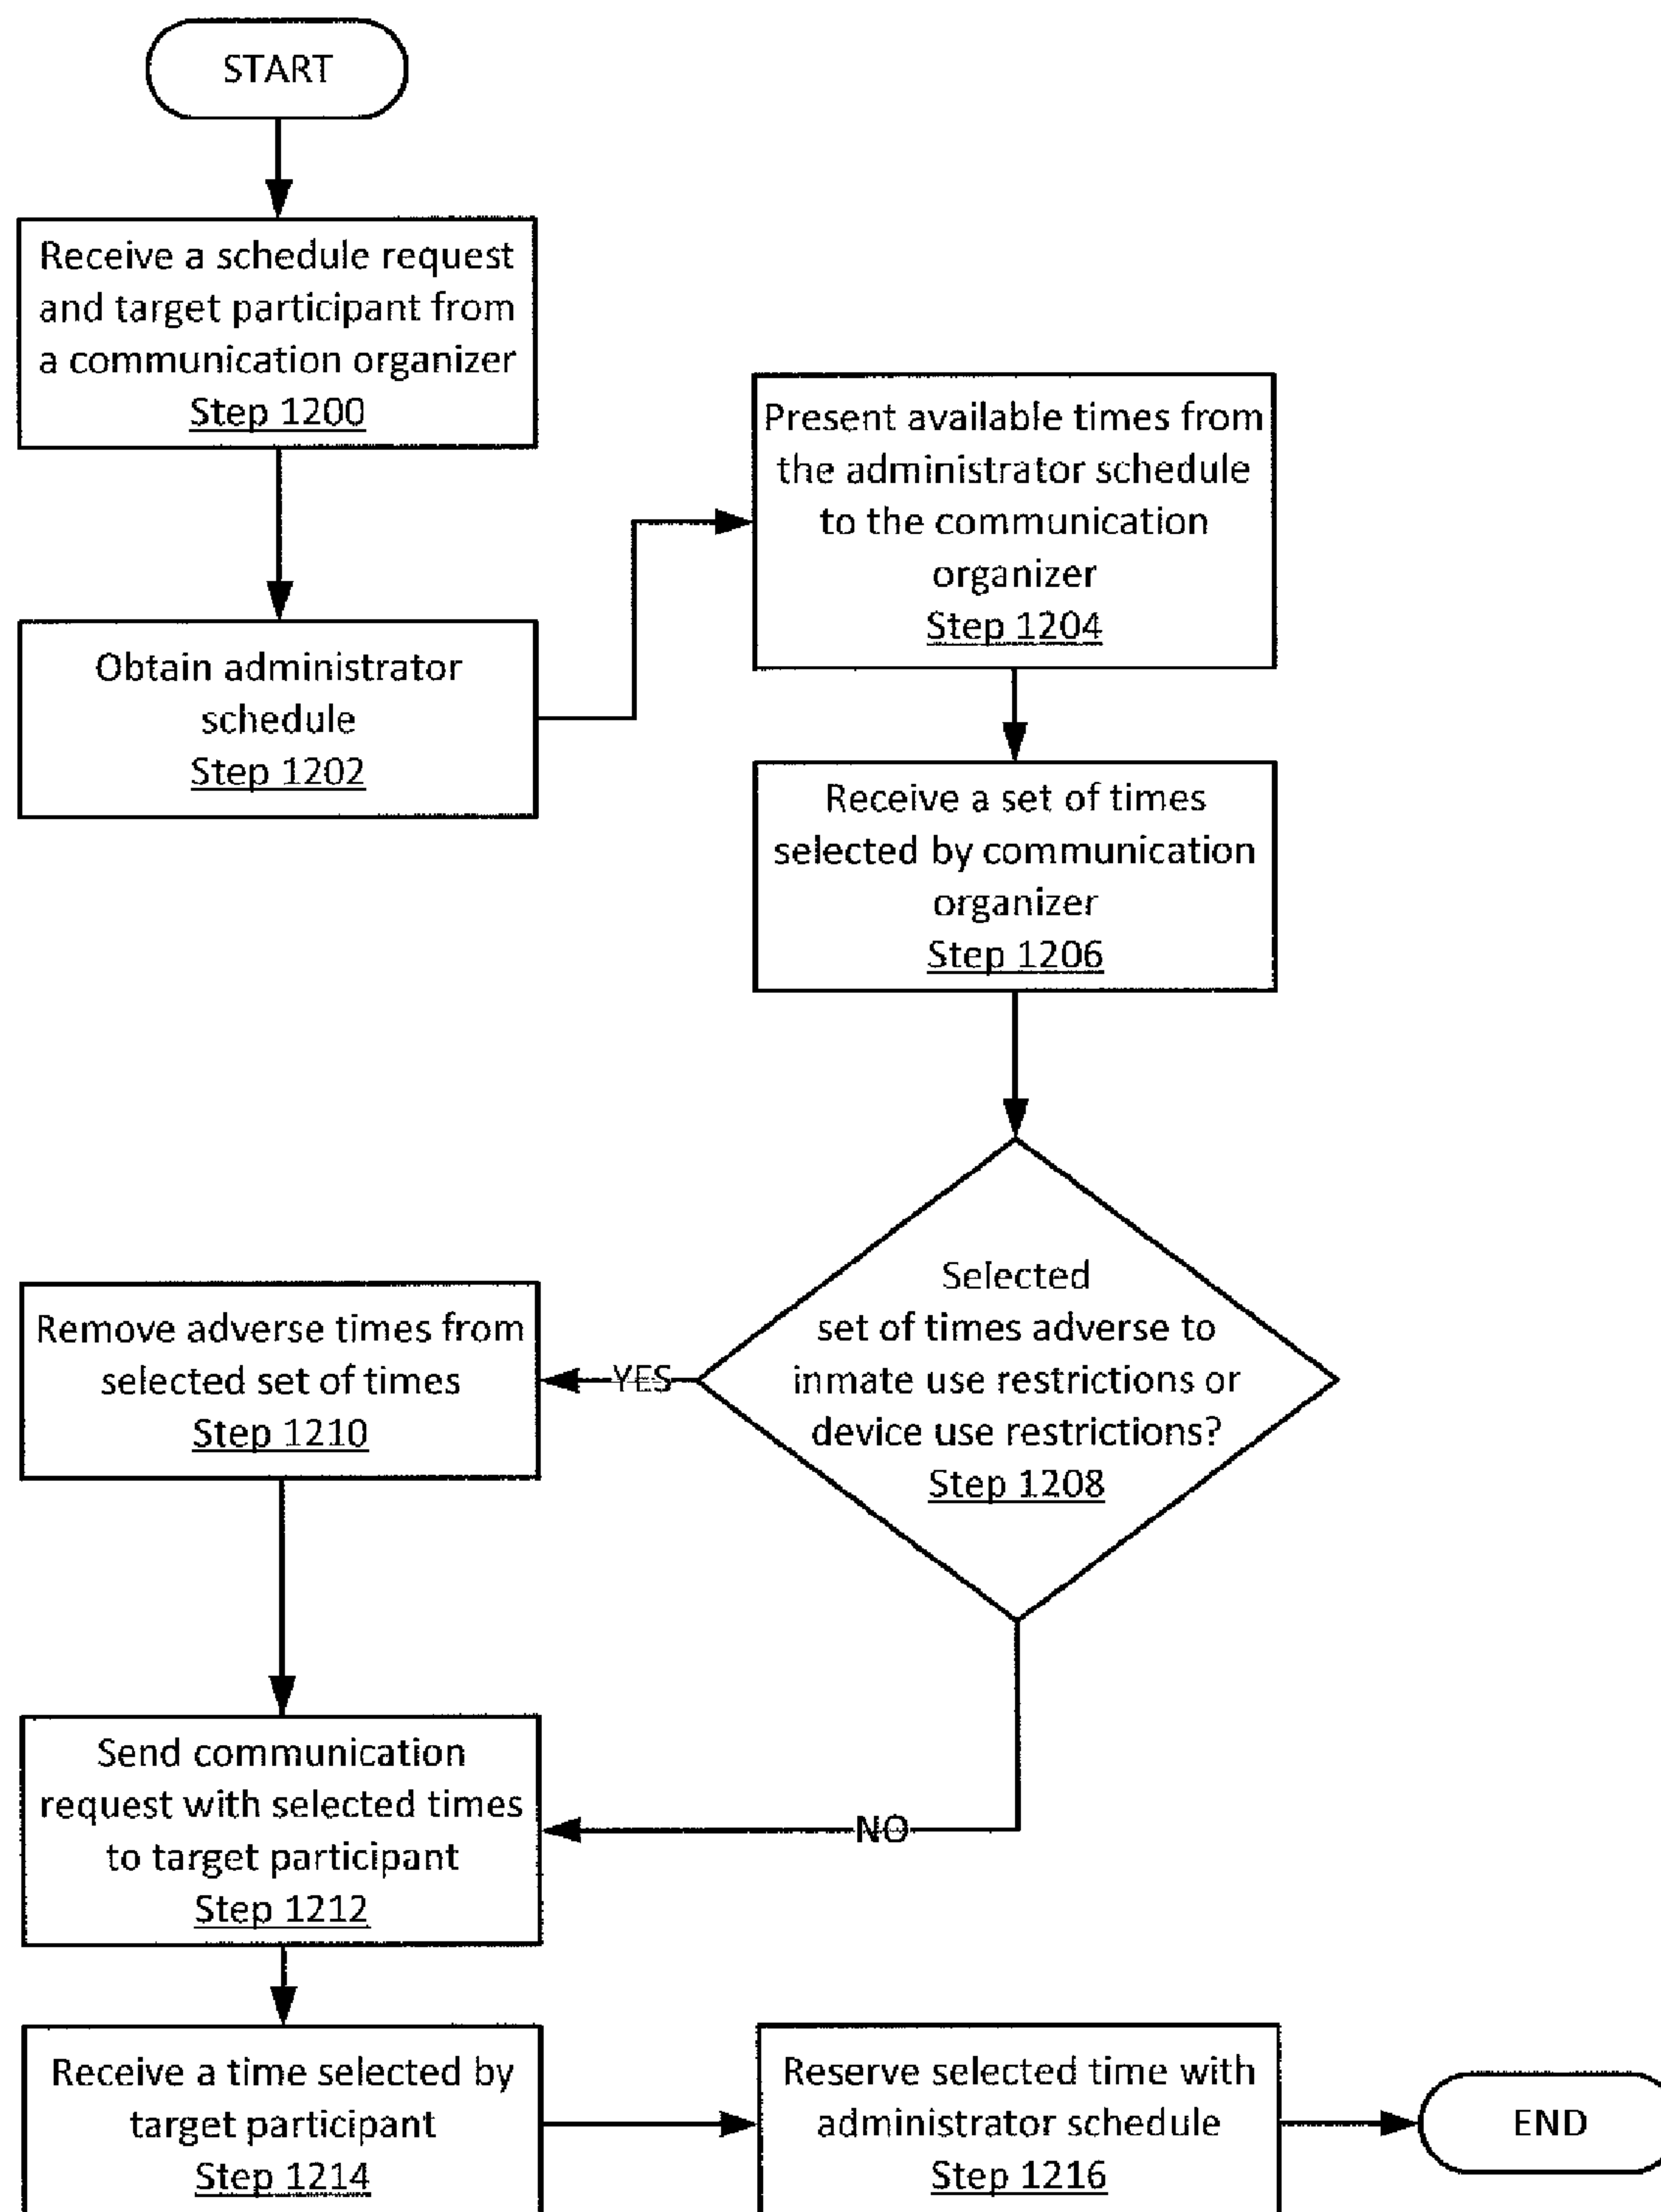 START
Receive a schedule request
and target participant from
a communication organizer
Step 1200
Obtain administrator
schedule
Step 1202
Present available times from
the administrator schedule
to the communication
organizer
Step 1204
Receive a set of times
selected by communication
organizer
Step 1206
Selected
set of times adverse to
inmate use restrictions or
device use restrictions?
Step 1208
YES
Remove adverse times from
selected set of times
Step 1210
NO
Send communication
request with selected times
to target participant
Step 1212
Receive a time selected by
target participant
Step 1214
Reserve selected time with
administrator schedule
Step 1216
END